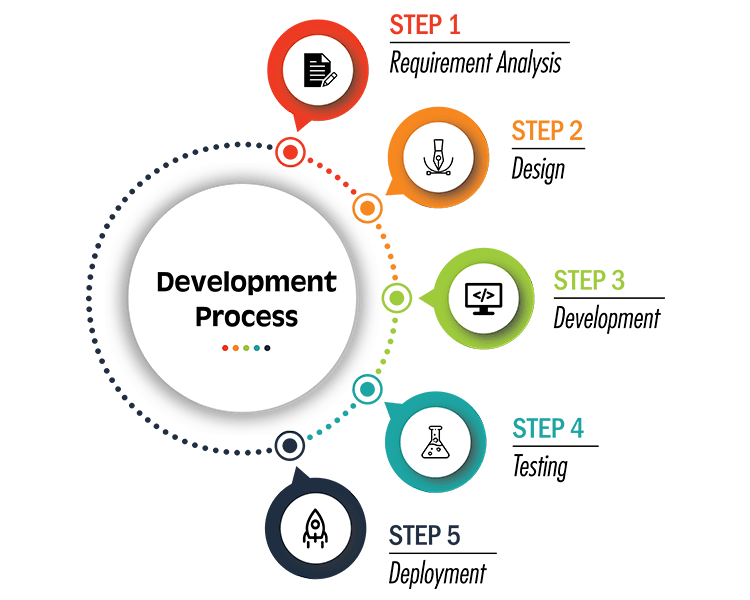 STEP 1
Requirement Analysis
STEP 2
Design
Development
Process
STEP 3
</>
Development
STEP 4
Testing
STEP 5
Deployment